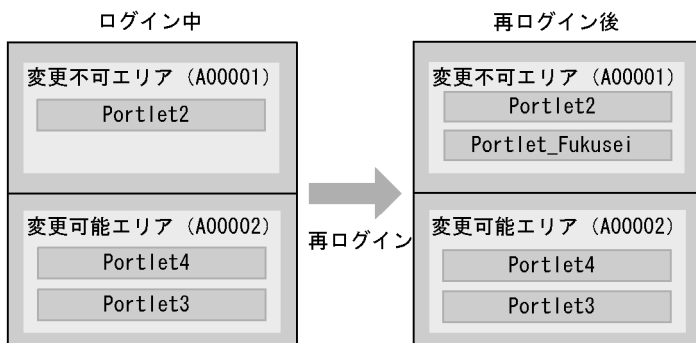 ログイン中
変更不可エリア (A00001)
Portlet2
変更可能エリア (A00002)
Portlet4
Portlet3
再ログイン
再ログイン後
変更不可エリア (A00001)
Portlet2
Portlet_Fukusei
変更可能エリア (A00002)
Portlet4
Portlet3